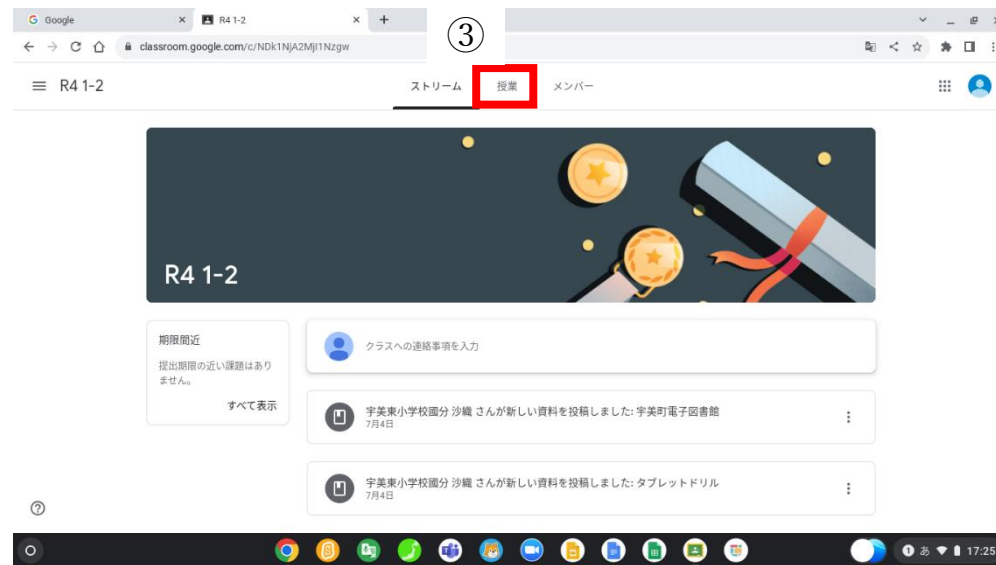 Google
R4 1-2
③
classroom.google.com/c/NDk1NjA2MjI1Nzgw
R4 1-2
ストリーム 授業 メンバー
R4 1-2
期限間近
提出期限の近い課題はあり
ません。
すべて表示
クラスへの連絡事項を入力
宇美東小学校國分 沙織 さんが新しい資料を投稿しました: 宇美町電子図書館
7月4日
宇美東小学校國分 沙織 さんが新しい資料を投稿しました: タブレットドリル
7月4日
1 あ 17:25